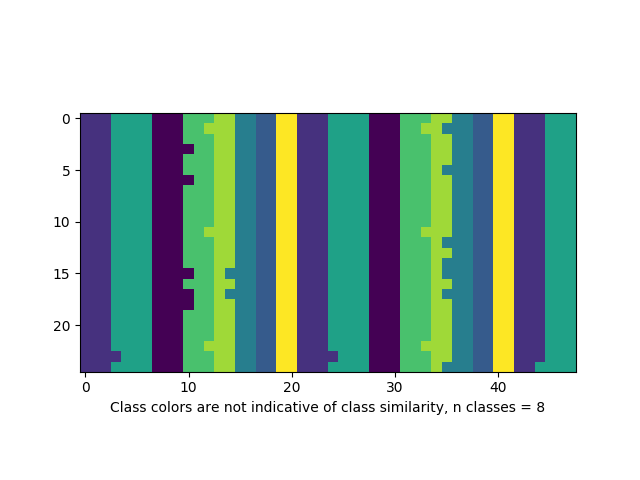 0
5
10
15
20
0 10 20 30 40
Class colors are not indicative of class similarity, n classes = 8